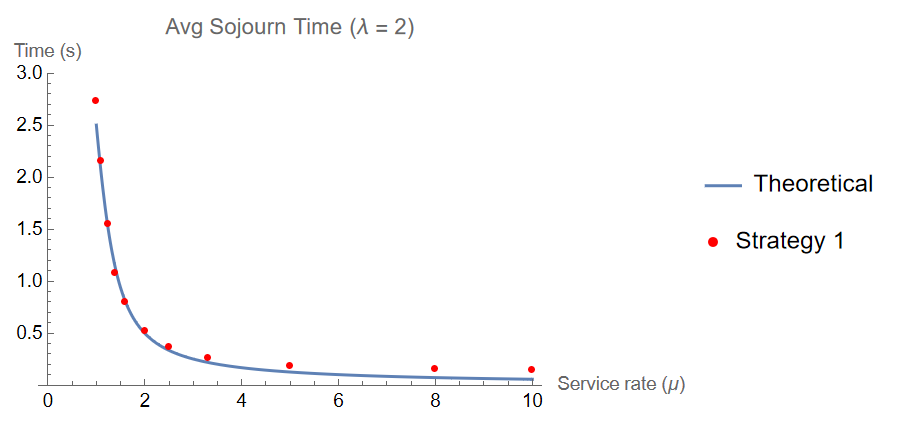 Avg Sojourn Time (λ = 2)
Time (s)
3.0
2.5
2.0
1.5
1.0
0.5
0 2 4 6 8 10
Service rate (μ)
Theoretical
Strategy 1